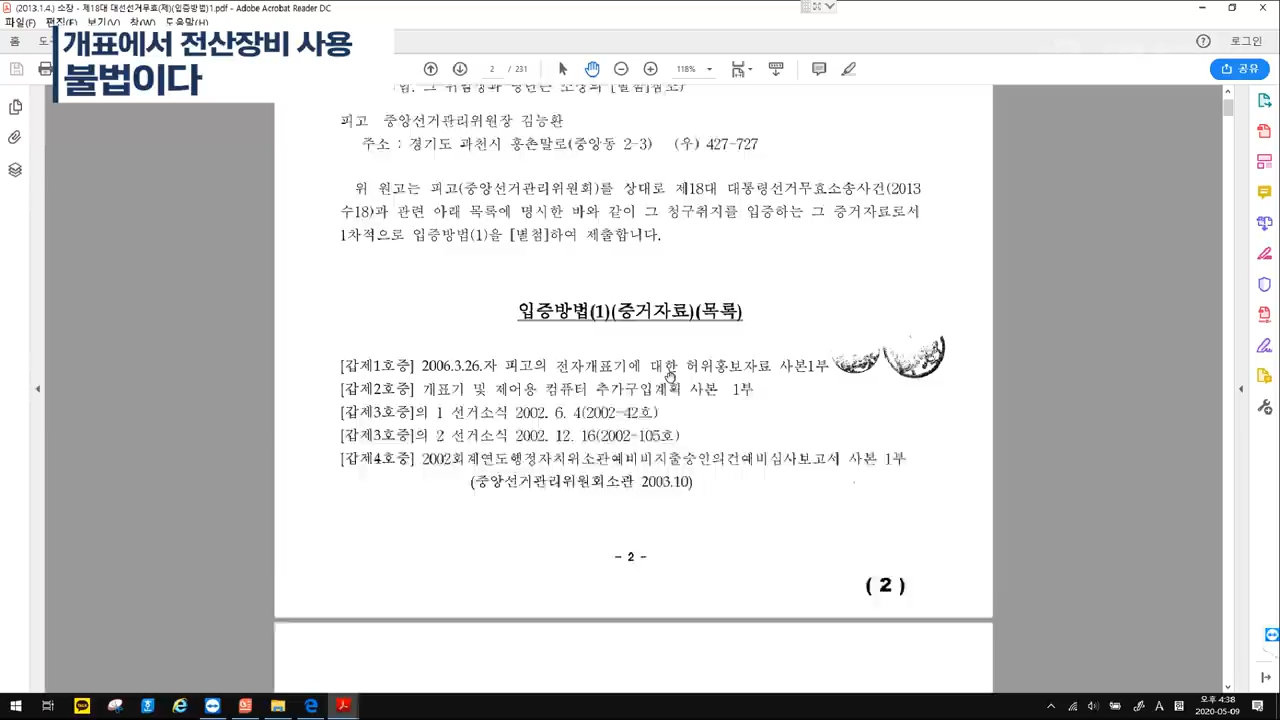 (2013.1.4.) 소장 - 제18대 대선선거무효(제)(입증방법)1.pdf - Adobe Acrobat Reader DC
파일(F) 편집(E) 보기(V) 창(W) 도움말(H)
개표에서 전산장비 사용
불법이다
홈
로그인
2 / 231
118%
공유
피고 중앙선거관리위원장 김능환
주소 : 경기도 과천시 홍촌말로(중앙동 2-3) (우) 427-727
위 원고는 피고(중앙선거관리위원회)를 상대로 제18대 대통령선거무효소송사건(2013
수18)과 관련 아래 목록에 명시한 바와 같이 그 청구취지를 입증하는 그 증거자료로서
1차적으로 입증방법(1)을 [별첨]하여 제출합니다.
입증방법(1)(증거자료)(목록)
[갑제1호증] 2006.3.26.자 피고의 전자개표기에 대한 허위홍보자료 사본1부
[갑제2호증] 개표기 및 제어용 컴퓨터 추가구입계획 사본 1부
[갑제3호증]의 1 선거소식 2002. 6. 4(2002-42호)
[갑제3호증]의 2 선거소식 2002. 12. 16(2002-105호)
[갑제4호증] 2002회계연도행정자치위소관예비비지출승인의건예비심사보고서 사본 1부
(중앙선거관리위원회소관 2003.10)
- 2 -
( 2 )
오후 4:38
2020-05-09